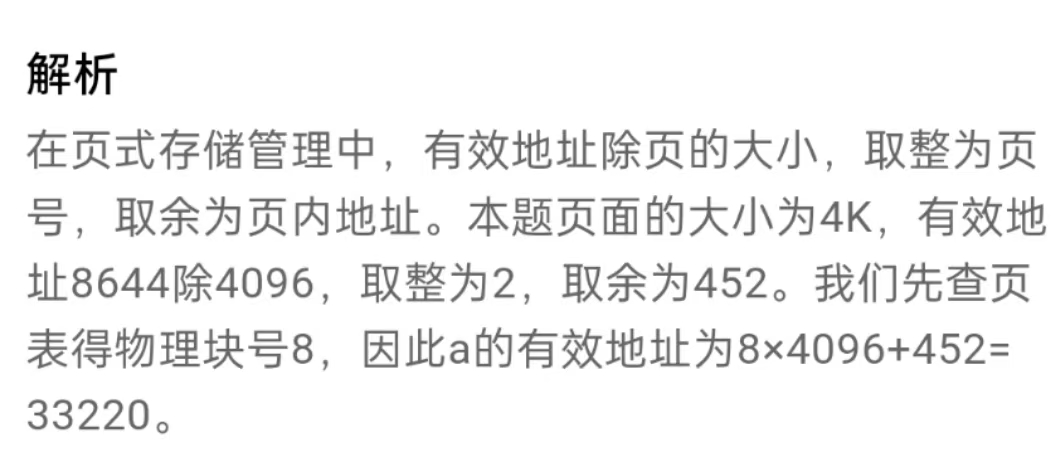 解析
在页式存储管理中，有效地址除页的大小，取整为页
号，取余为页内地址。本题页面的大小为4K，有效地
址8644除4096，取整为2，取余为452。我们先查页
表得物理块号8，因此a的有效地址为8×4096+452=
33220。